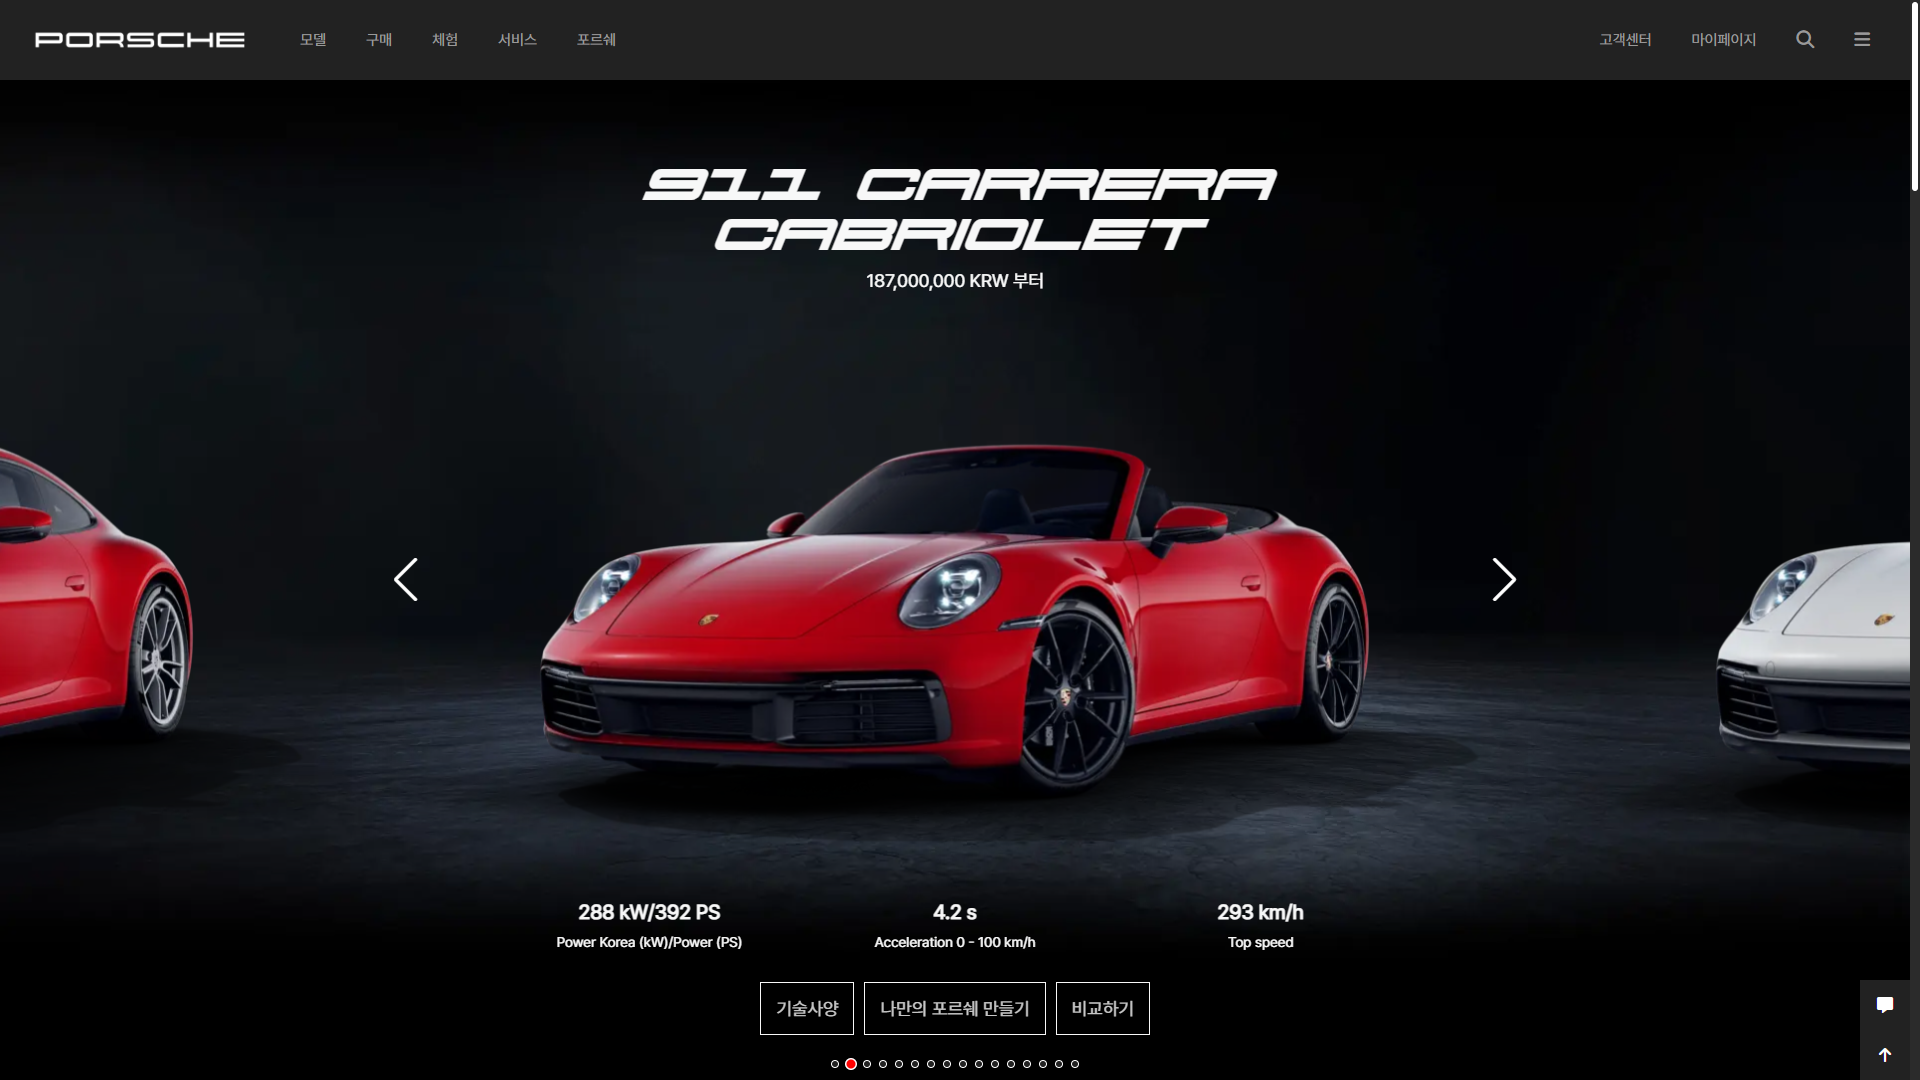 PORSCHE 모델 구매 체험 서비스 포르쉐 고객센터 마이페이지
911 CARRERA
CABRIOLET
187,000,000 KRW 부터
288 kW/392 PS 4.2 s 293 km/h
Power Korea (kW)/Power (PS) Acceleration 0 - 100 km/h Top speed
기술사양 나만의 포르쉐 만들기 비교하기